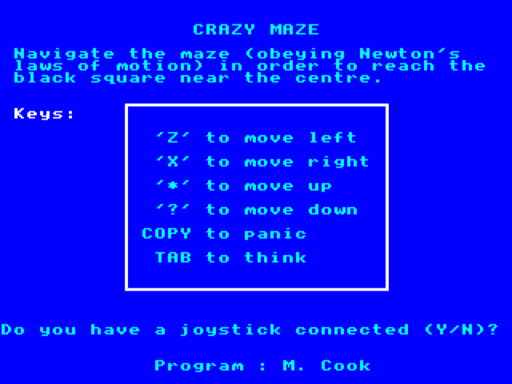 CRAZY MAZE
Navigate the maze (obeying Newton's
laws of motion) in order to reach the
black square near the centre.
Keys:
'Z' to move left
'X' to move right
'*' to move up
'?' to move down
COPY to panic
TAB to think
Do you have a joystick connected (Y/N)?
Program : M. Cook